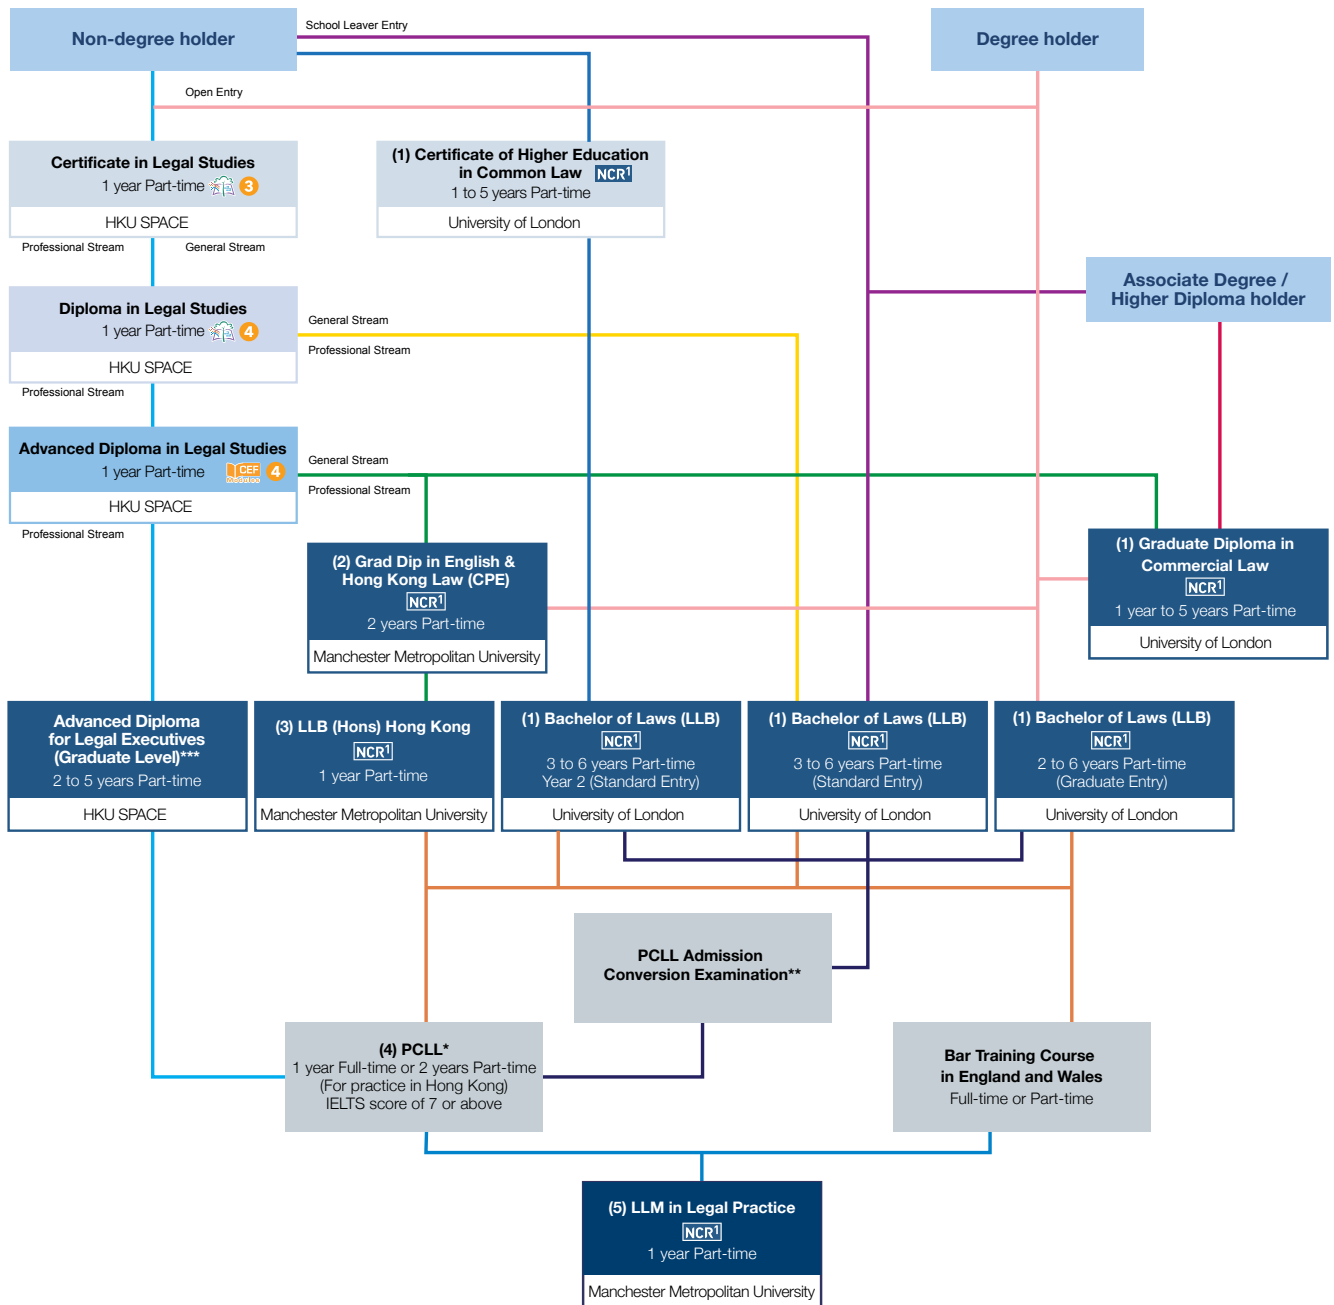 School Leaver Entry
Non-degree holder
Degree holder
Open Entry
Certificate in Legal Studies
1 year Part-time 3
HKU SPACE
(1) Certificate of Higher Education
in Common Law NCR1
1 to 5 years Part-time
University of London
Professional Stream
General Stream
Associate Degree /
Higher Diploma holder
Diploma in Legal Studies
1 year Part-time 4
HKU SPACE
General Stream
Professional Stream
Professional Stream
Advanced Diploma in Legal Studies
1 year Part-time CEF 4
HKU SPACE
General Stream
Professional Stream
Professional Stream
(2) Grad Dip in English &
Hong Kong Law (CPE)
NCR1
2 years Part-time
Manchester Metropolitan University
(1) Graduate Diploma in
Commercial Law
NCR1
1 year to 5 years Part-time
University of London
Advanced Diploma
for Legal Executives
(Graduate Level)***
2 to 5 years Part-time
HKU SPACE
(3) LLB (Hons) Hong Kong
NCR1
1 year Part-time
Manchester Metropolitan University
(1) Bachelor of Laws (LLB)
NCR1
3 to 6 years Part-time
Year 2 (Standard Entry)
University of London
(1) Bachelor of Laws (LLB)
NCR1
3 to 6 years Part-time
(Standard Entry)
University of London
(1) Bachelor of Laws (LLB)
NCR1
2 to 6 years Part-time
(Graduate Entry)
University of London
PCLL Admission
Conversion Examination**
(4) PCLL*
1 year Full-time or 2 years Part-time
(For practice in Hong Kong)
IELTS score of 7 or above
Bar Training Course
in England and Wales
Full-time or Part-time
(5) LLM in Legal Practice
NCR1
1 year Part-time
Manchester Metropolitan University